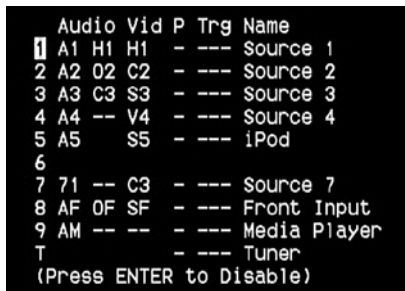 Audio Vid P Trg Name
1 A1 H1 H1 - --- Source 1
2 A2 O2 C2 - --- Source 2
3 A3 C3 S3 - --- Source 3
4 A4 -- V4 - --- Source 4
5 A5 S5 - --- iPod
6
7 71 -- C3 - --- Source 7
8 AF OF SF - --- Front Input
9 AM -- -- - --- Media Player
T - --- Tuner
(Press ENTER to Disable)